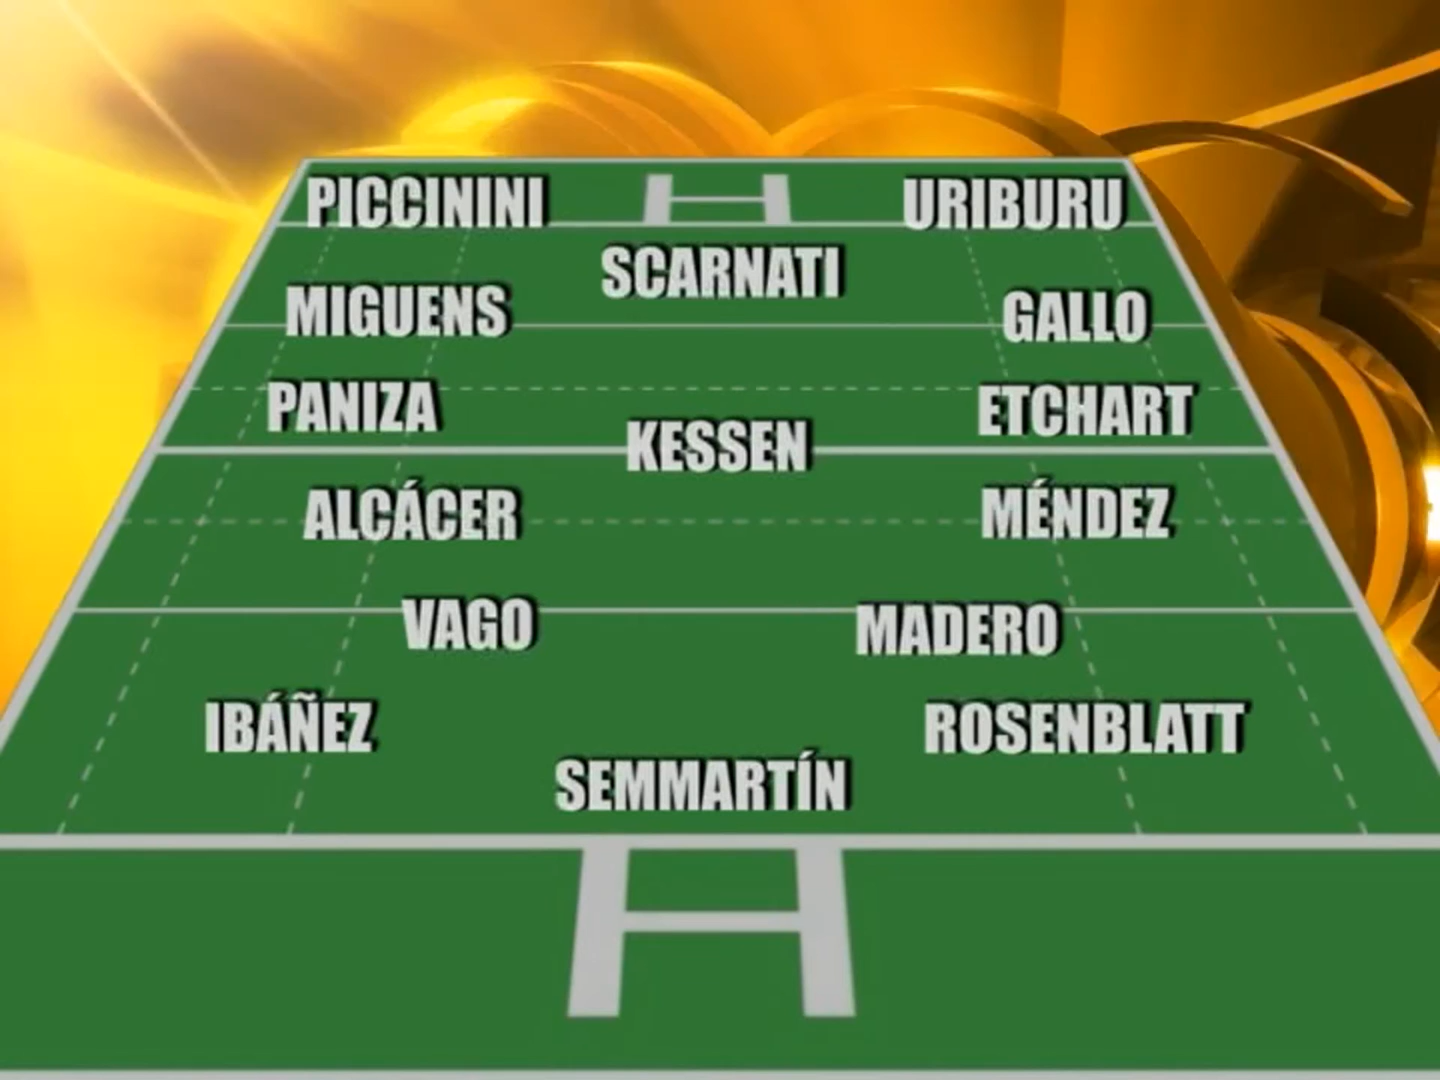 PICCININI URIBURU
SCARNATI
MIGUENS GALLO
PANIZA ETCHART
KESSEN
ALCÁCER MÉNDEZ
VAGO MADERO
IBÁÑEZ ROSENBLATT
SEMMARTÍN